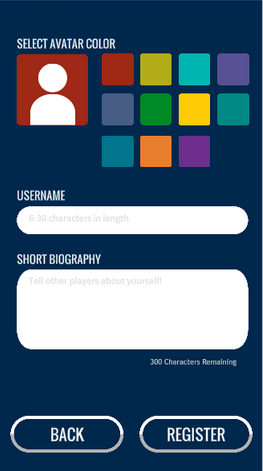 SELECT AVATAR COLOR
USERNAME
6-30 characters in length
SHORT BIOGRAPHY
Tell other players about yourself!
300 Characters Remaining
BACK
REGISTER